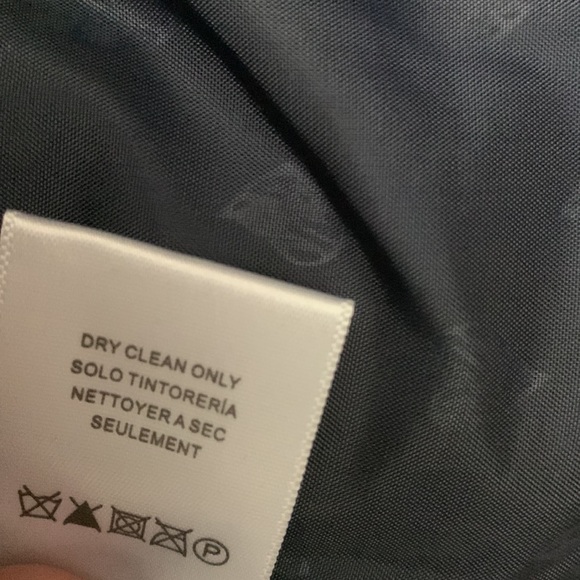 DRY CLEAN ONLY
SOLO TINTORERÍA
NETTOYER A SEC
SEULEMENT
P